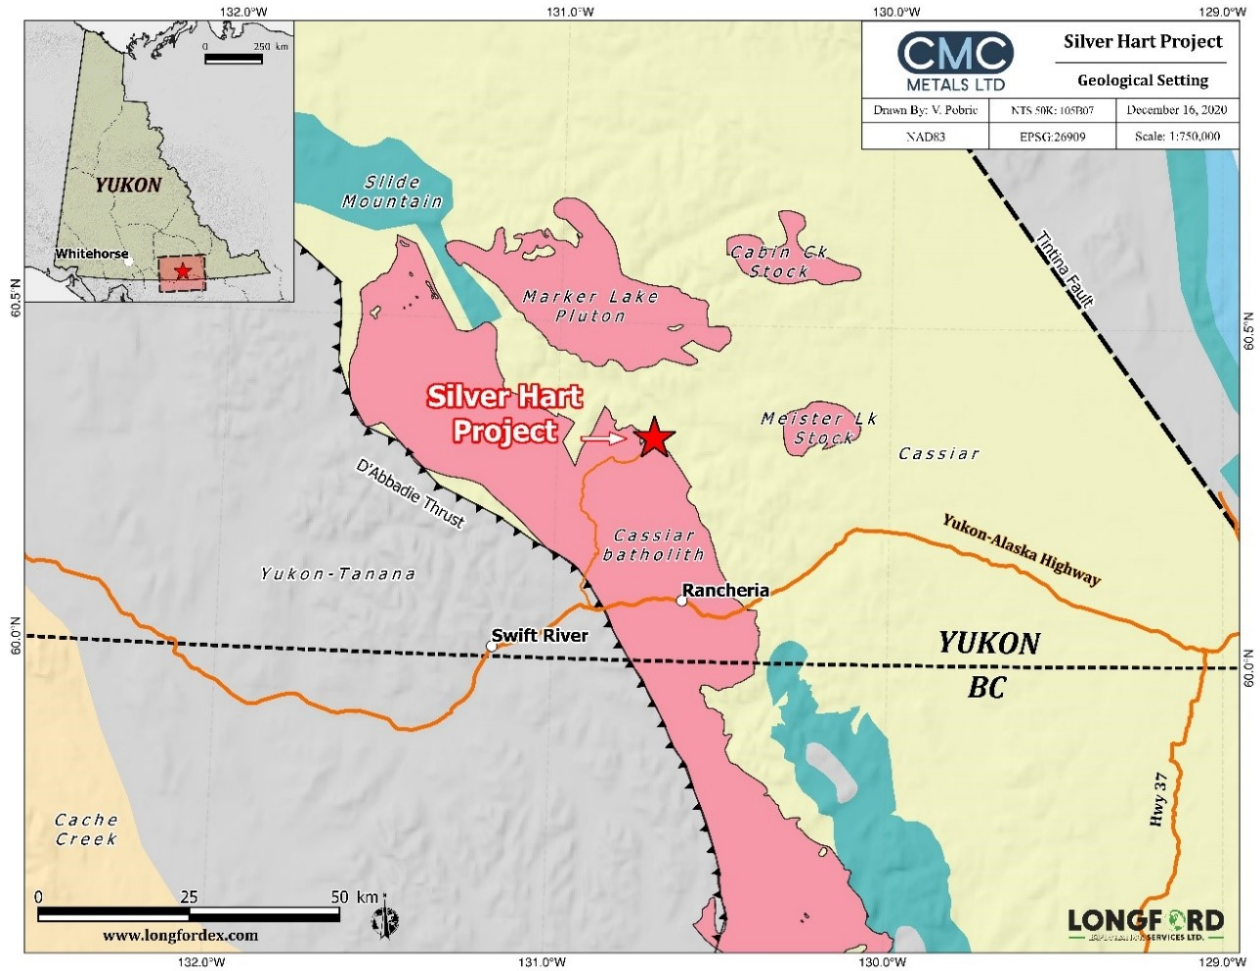 132.0°W
131.0°W
130.0°W
129.0°W
0 250 km
YUKON
Whitehorse
CMC
METALS LTD
Silver Hart Project
Geological Setting
Drawn By: V. Pobric
NTS 50K: 105B07
December 16, 2020
NAD83
EPSG:26909
Scale: 1:750,000
Slide
Mountain
Cabin Ck
Stock
Marker Lake
Pluton
Tintina Fault
60.5°N
60.5°N
Silver Hart
Project
Meister Lk
Stock
Cassiar
D'Abbadie Thrust
Cassiar
batholith
Yukon-Alaska Highway
Yukon-Tanana
Rancheria
Swift River
60.0°N
60.0°N
YUKON
BC
Hwy 37
Cache
Creek
0 25 50 km
www.longfordex.com
LONGFORD
SERVICES LTD.
132.0°W
131.0°W
130.0°W
129.0°W